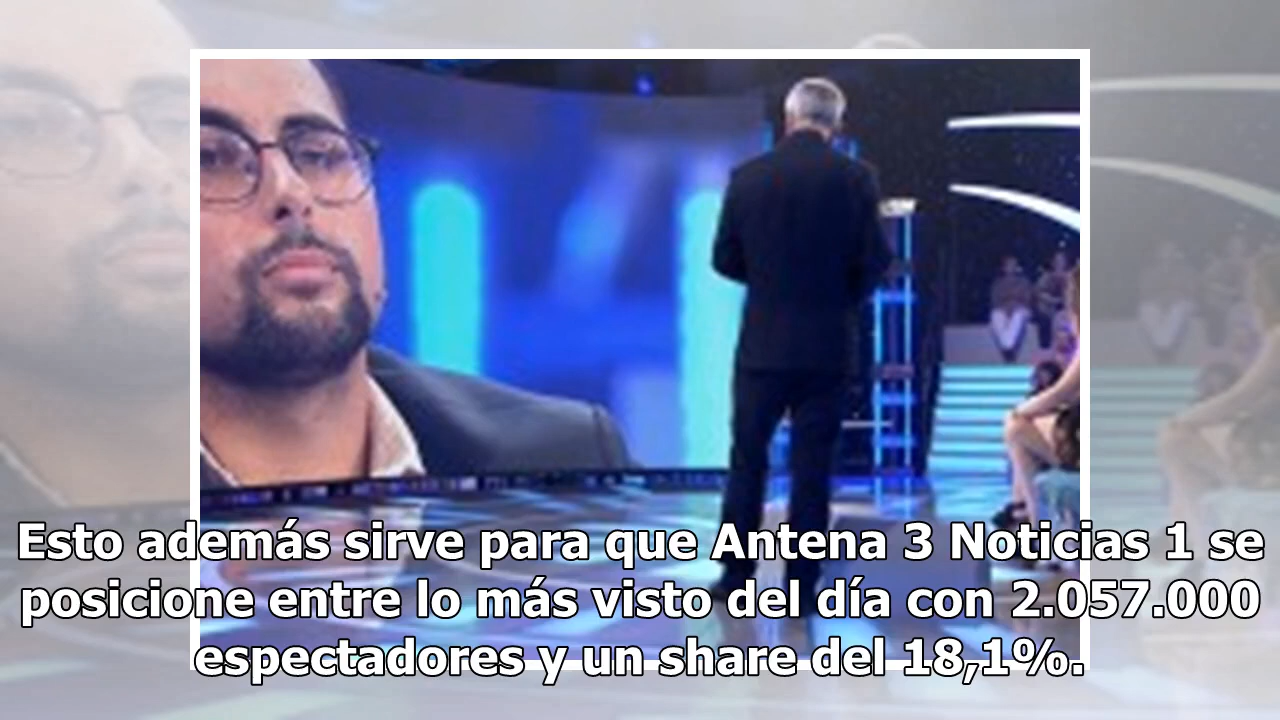 Esto además sirve para que Antena 3 Noticias 1 se
posicione entre lo más visto del día con 2.057.000
espectadores y un share del 18,1%.